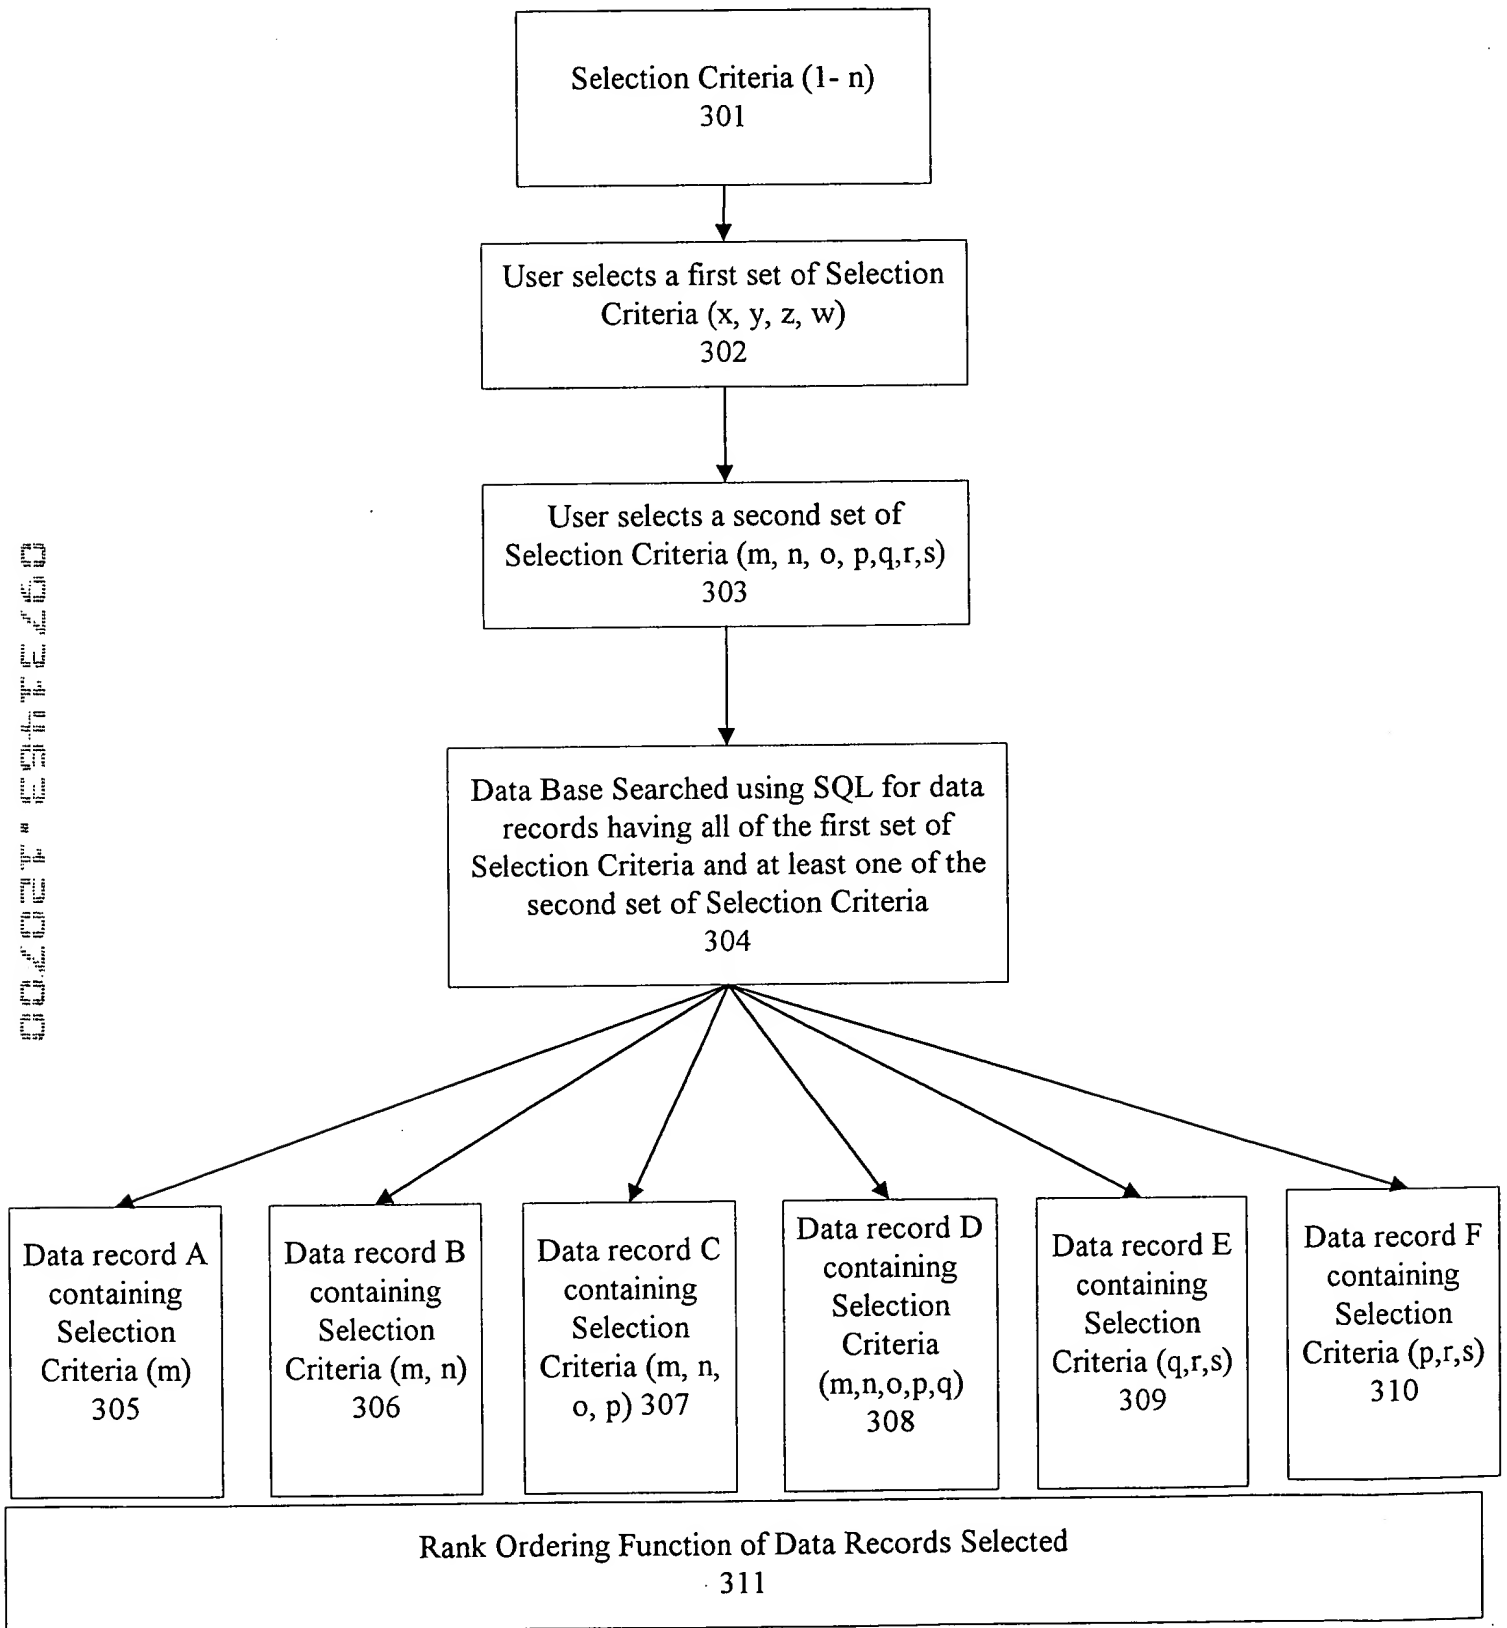 Selection Criteria (1- n)
301
User selects a first set of Selection
Criteria (x, y, z, w)
302
User selects a second set of
Selection Criteria (m, n, o, p,q,r,s)
303
Data Base Searched using SQL for data
records having all of the first set of
Selection Criteria and at least one of the
second set of Selection Criteria
304
Data record A
containing
Selection
Criteria (m)
305
Data record B
containing
Selection
Criteria (m, n)
306
Data record C
containing
Selection
Criteria (m, n,
o, p) 307
Data record D
containing
Selection
Criteria
(m,n,o,p,q)
308
Data record E
containing
Selection
Criteria (q,r,s)
309
Data record F
containing
Selection
Criteria (p,r,s)
310
Rank Ordering Function of Data Records Selected
311
09731453.120700